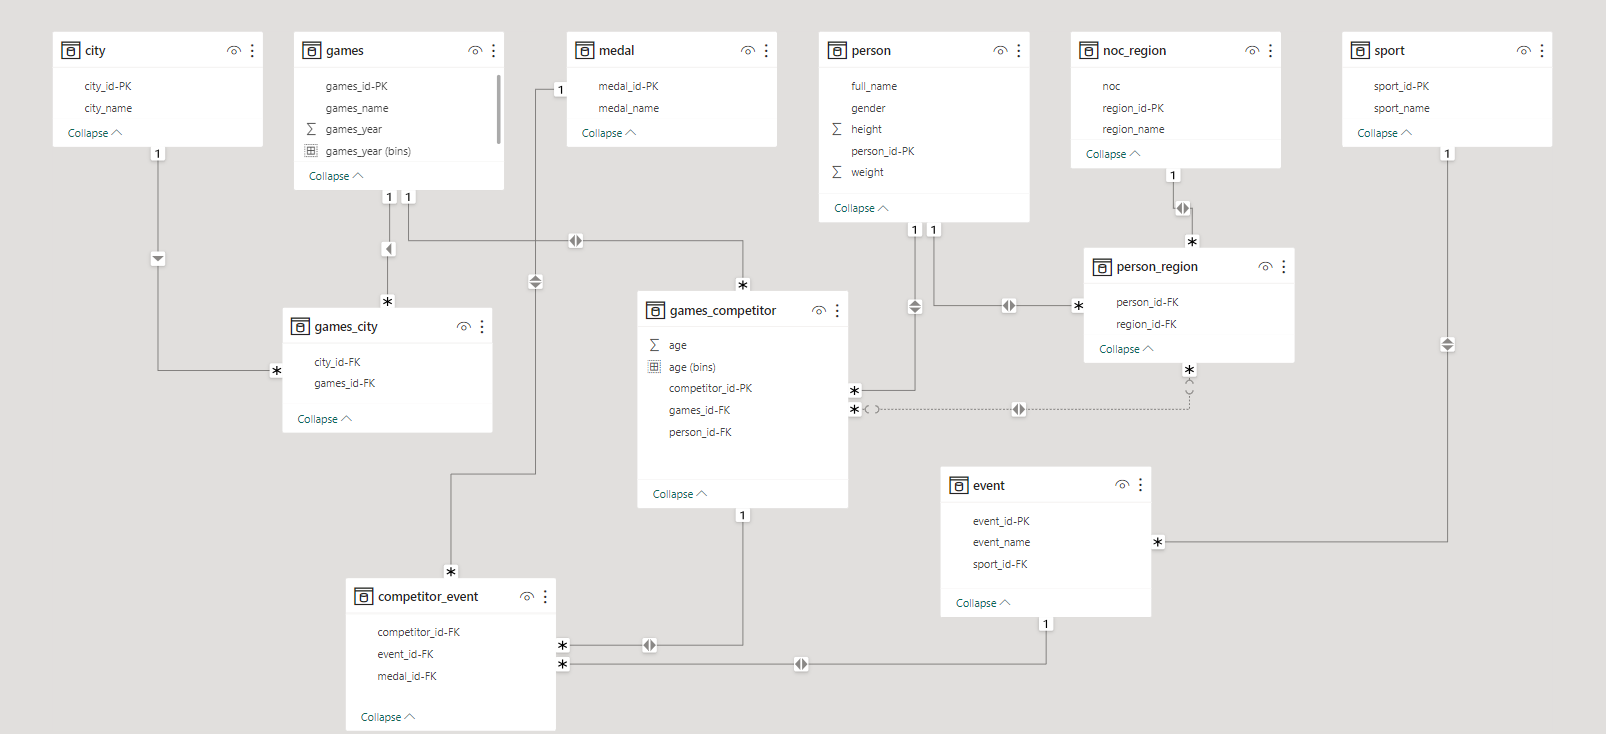 city
city_id-PK
city_name
Collapse
1
games
games_id-PK
games_name
games_year
games_year (bins)
Collapse
1 1
medal
medal_id-PK
medal_name
Collapse
1
person
full_name
gender
height
person_id-PK
weight
Collapse
1 1
noc_region
noc
region_id-PK
region_name
Collapse
1
sport
sport_id-PK
sport_name
Collapse
1
*
person_region
person_id-FK
region_id-FK
Collapse
*
*
*
games_city
city_id-FK
games_id-FK
Collapse
*
*
games_competitor
age
age (bins)
competitor_id-PK
games_id-FK
person_id-FK
Collapse
*
*
1
event
event_id-PK
event_name
sport_id-FK
Collapse
*
1
*
competitor_event
competitor_id-FK
event_id-FK
medal_id-FK
Collapse
*
*